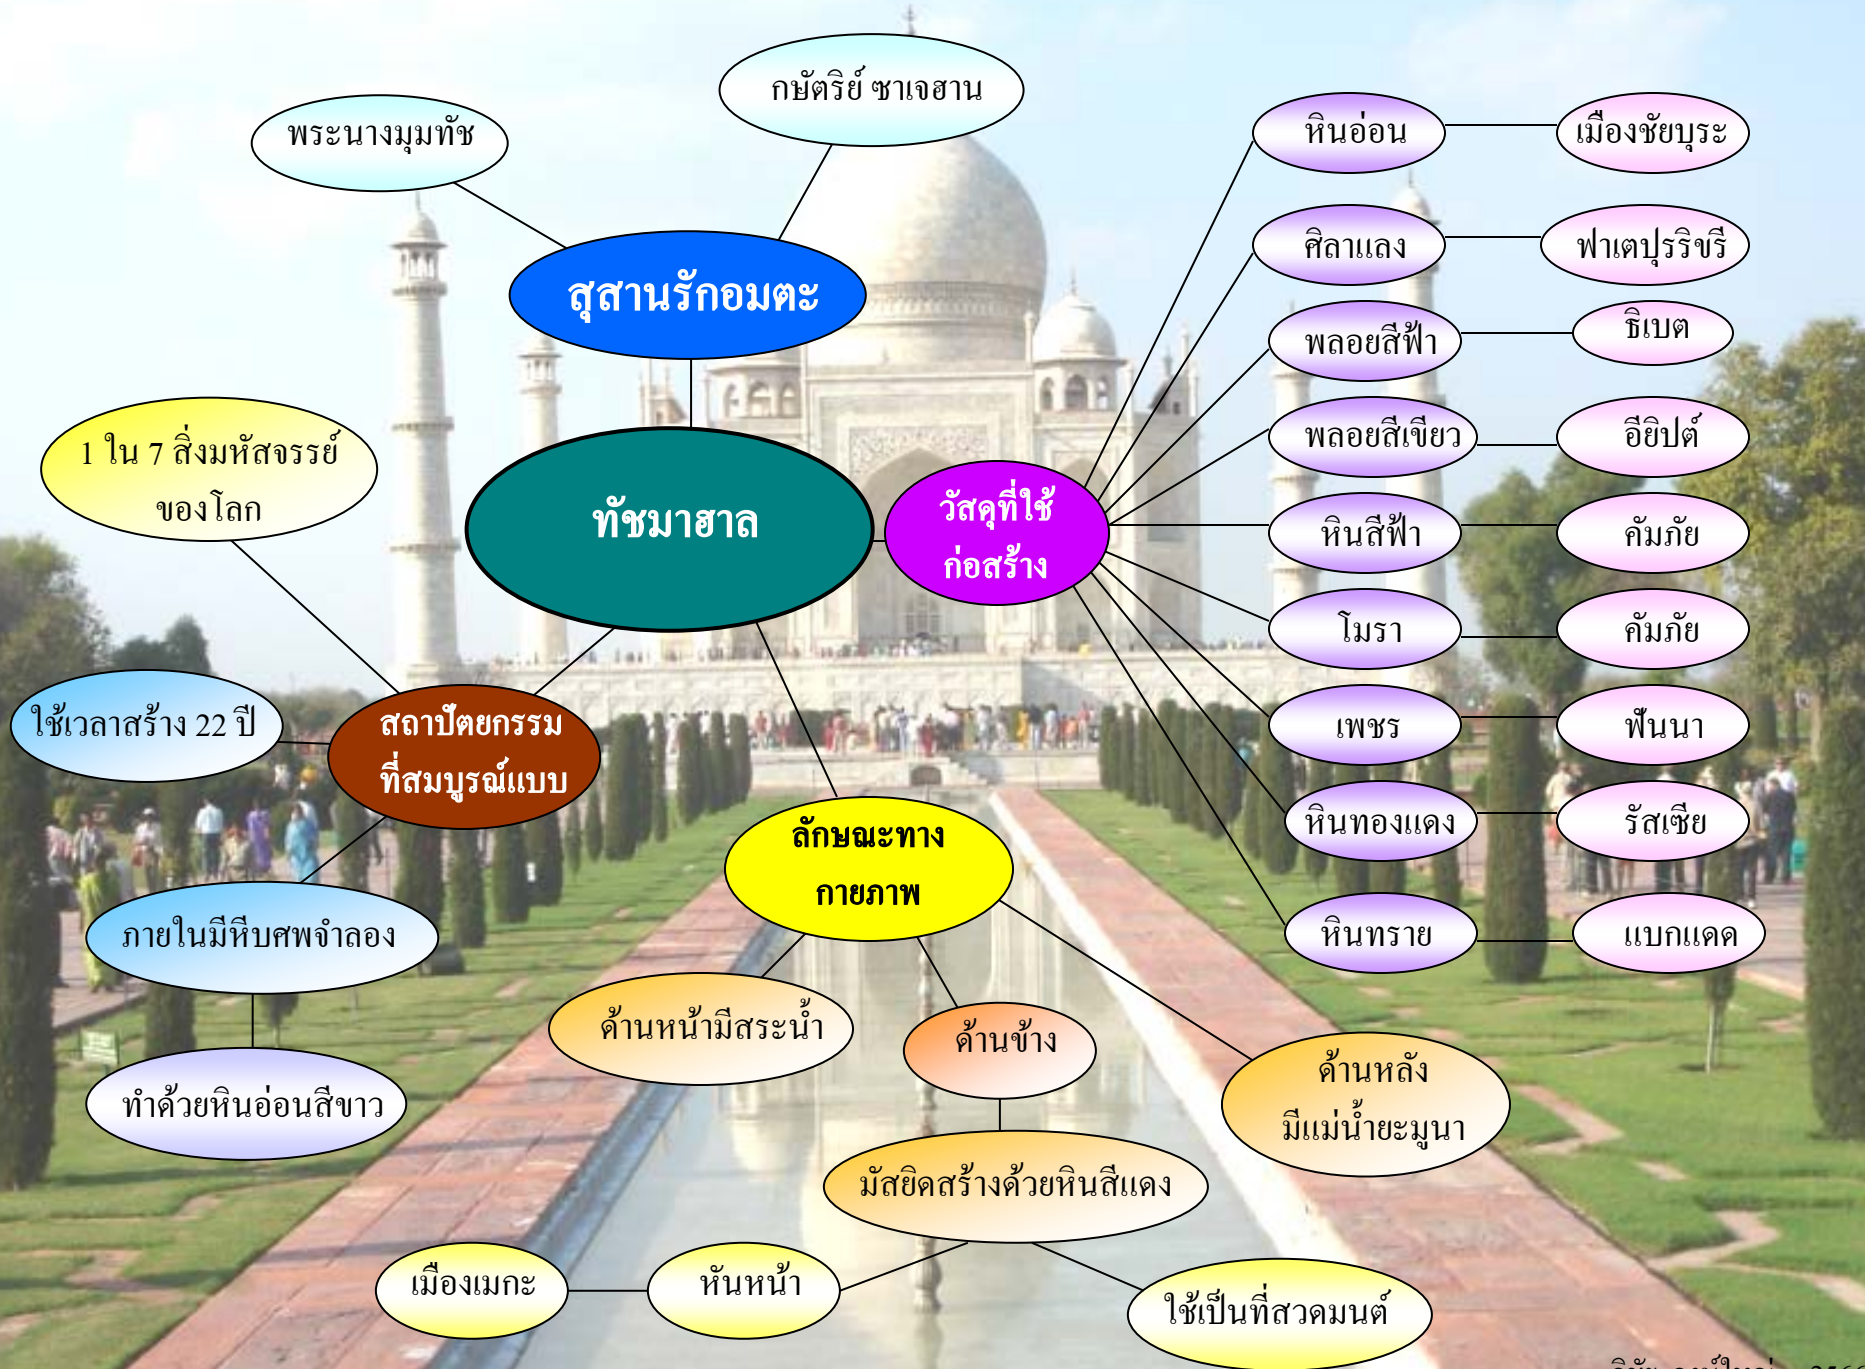 กษัตริย์ ซาเจฮาน
พระนางมุมทัช
สุสานรักอมตะ
1 ใน 7 สิ่งมหัสจรรย์
ของโลก
ทัชมาฮาล
วัสดุที่ใช้
ก่อสร้าง
หินอ่อน
เมืองชัยบุระ
ศิลาแลง
ฟาเตปุรริขรี
พลอยสีฟ้า
ธิเบต
พลอยสีเขียว
อียิปต์
หินสีฟ้า
คัมภัย
โมรา
คัมภัย
เพชร
ฟันนา
หินทองแดง
รัสเซีย
หินทราย
แบกแดด
ใช้เวลาสร้าง 22 ปี
สถาปัตยกรรม
ที่สมบูรณ์แบบ
ภายในมีหีบศพจำลอง
ทำด้วยหินอ่อนสีขาว
ลักษณะทาง
กายภาพ
ด้านหน้ามีสระน้ำ
ด้านข้าง
ด้านหลัง
มีแม่น้ำยะมูนา
มัสยิดสร้างด้วยหินสีแดง
เมืองเมกะ
หันหน้า
ใช้เป็นที่สวดมนต์